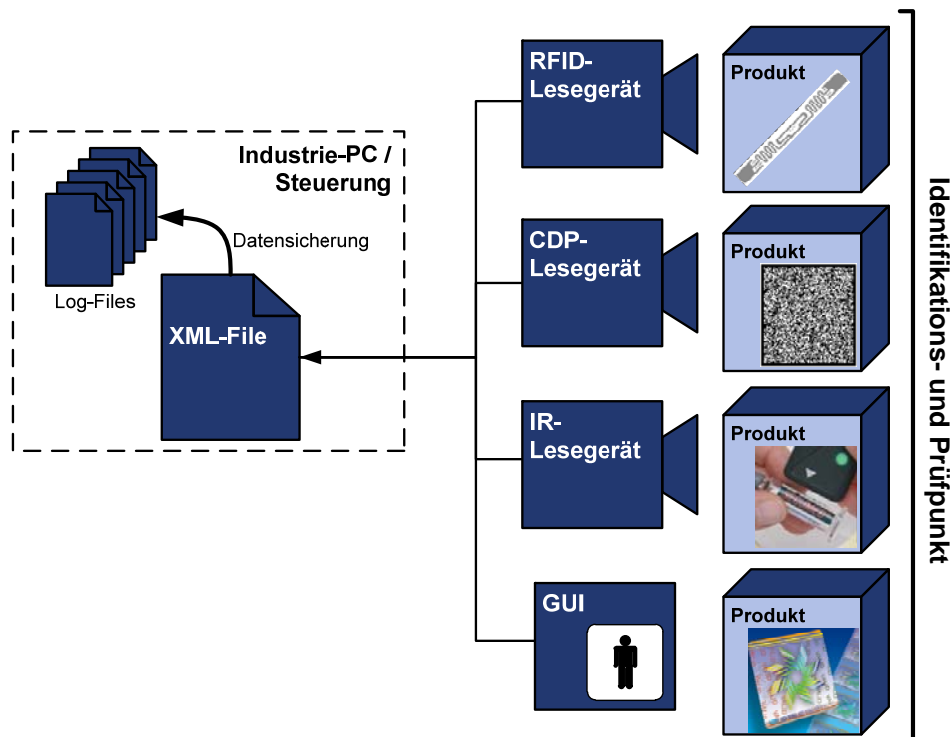 Industrie-PC /
Steuerung
Datensicherung
Log-Files
XML-File
RFID-
Lesegerät
Produkt
CDP-
Lesegerät
Produkt
IR-
Lesegerät
Produkt
GUI
Produkt
Identifikations- und Prüfpunkt